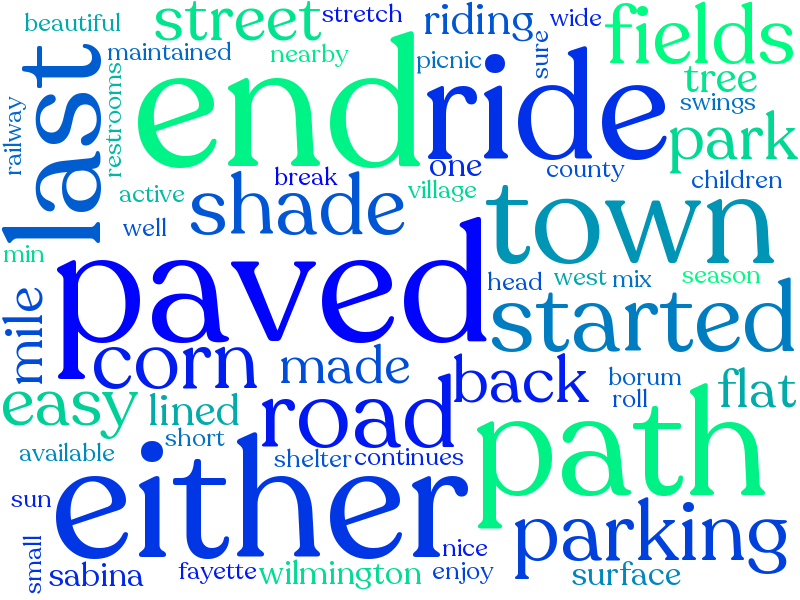 beautiful
street
stretch
riding
wide
fields
last
maintained
nearby
end
ride
picnic
sure
tree
swings
railway
restrooms
park
active
break
one
county
children
shade
village
well
town
min
paved
head
west
mix
season
mile
started
corn
made
back
borum
flat
roll
easy
lined
road
path
short
available
shelter
continues
either
sun
parking
small
sabina
fayette
wilmington
nice
enjoy
surface